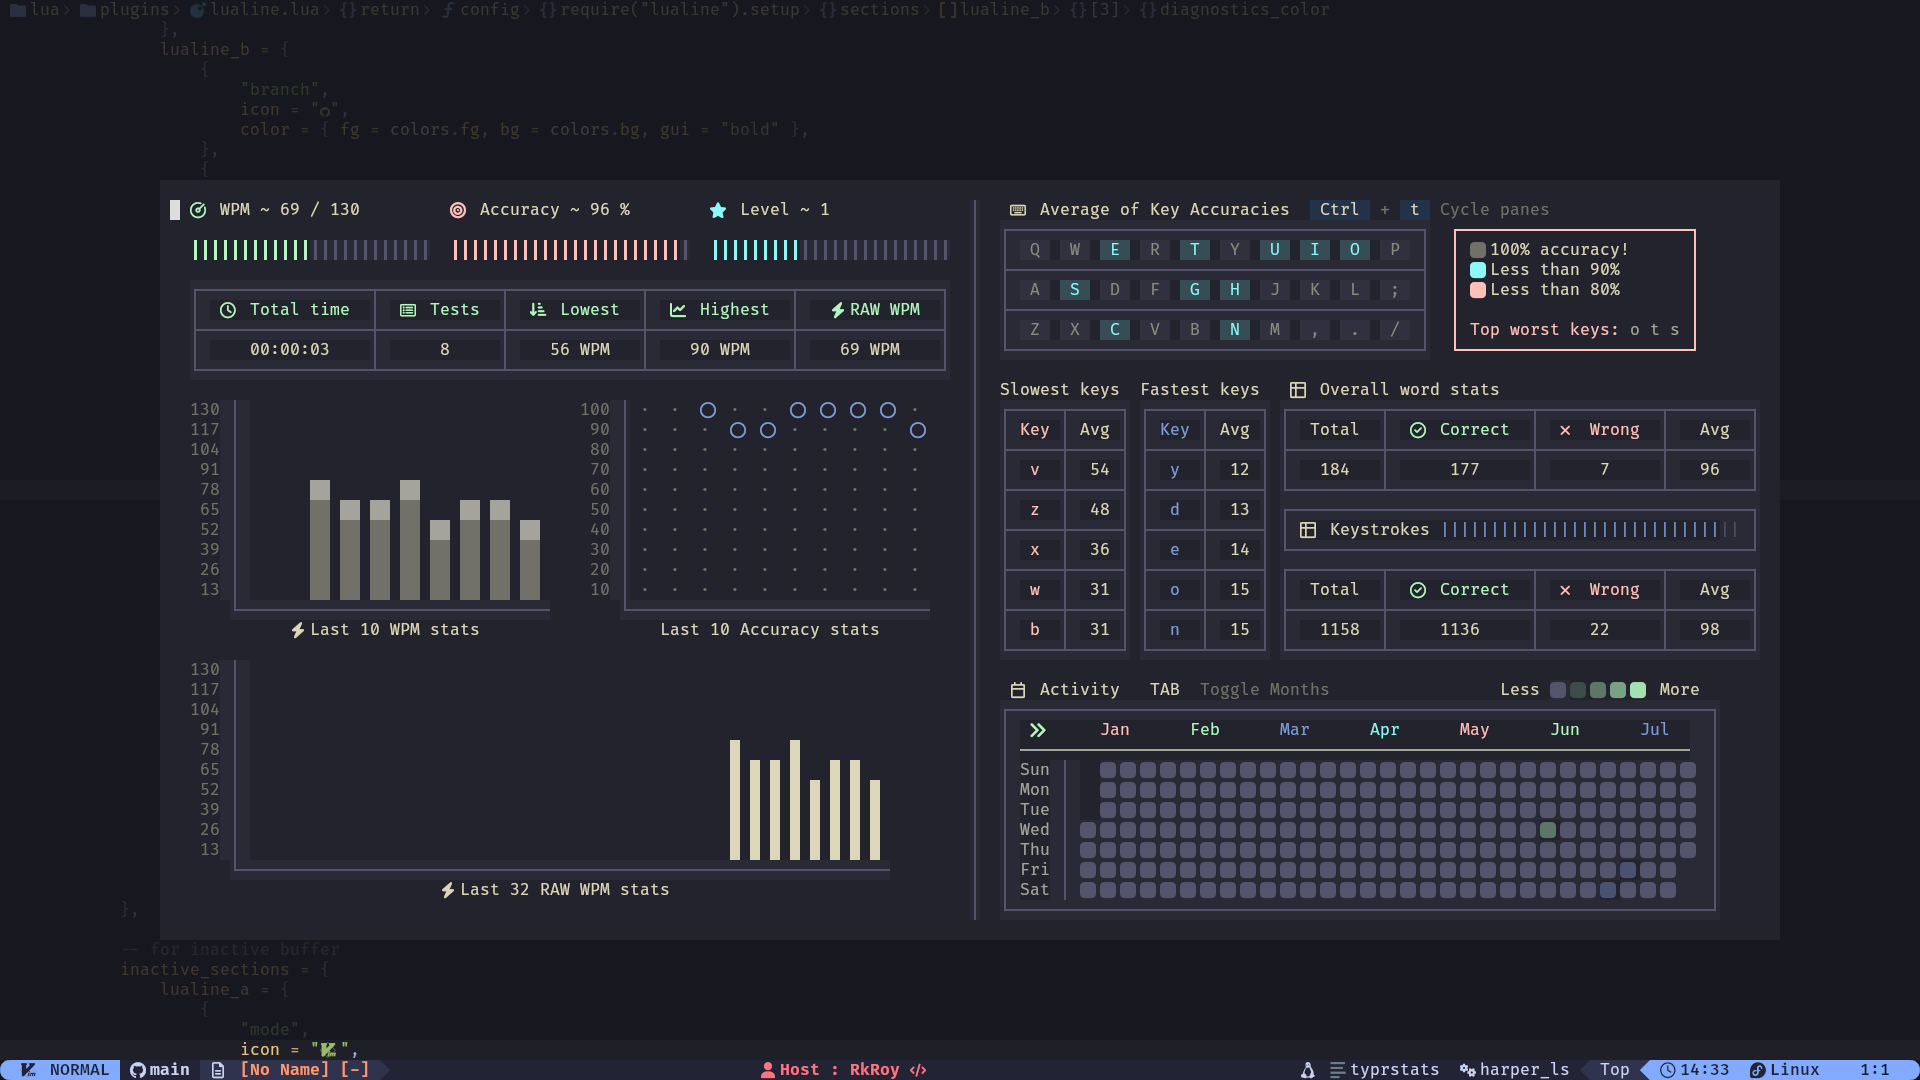 lua > plugins > lualine.lua > {} return > ƒ config > {} require("lualine").setup > {} sections > [] lualine_b > {} [3] > {} diagnostics_color
},
lualine_b = {
{
"branch",
icon = "",
color = { fg = colors.fg, bg = colors.bg, gui = "bold" },
},
{
WPM ~ 69 / 130 Accuracy ~ 96 % Level ~ 1
Total time Tests Lowest Highest RAW WPM
00:00:03 8 56 WPM 90 WPM 69 WPM
130
117
104
91
78
65
52
39
26
13
Last 10 WPM stats
100
90
80
70
60
50
40
30
20
10
Last 10 Accuracy stats
130
117
104
91
78
65
52
39
26
13
Last 32 RAW WPM stats
Average of Key Accuracies Ctrl + t Cycle panes
Q W E R T Y U I O P
A S D F G H J K L ;
Z X C V B N M , . /
100% accuracy!
Less than 90%
Less than 80%
Top worst keys: o t s
Slowest keys
Key Avg
v 54
z 48
x 36
w 31
b 31
Fastest keys
Key Avg
y 12
d 13
e 14
o 15
n 15
Overall word stats
Total Correct Wrong Avg
184 177 7 96
Keystrokes
Total Correct Wrong Avg
1158 1136 22 98
Activity TAB Toggle Months Less More
Jan Feb Mar Apr May Jun Jul
Sun
Mon
Tue
Wed
Thu
Fri
Sat
},
-- for inactive buffer
inactive_sections = {
lualine_a = {
{
"mode",
icon = "",
NORMAL main [No Name] [-] Host : RkRoy </> typrstats harper_ls Top 14:33 Linux 1:1